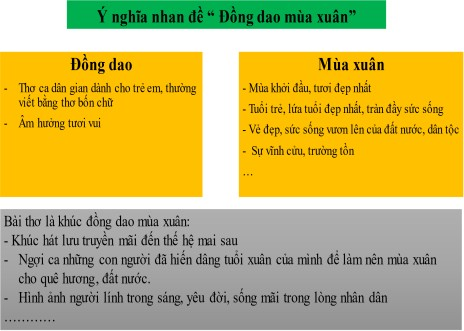 Ý nghĩa nhan đề “ Đồng dao mùa xuân”
Đồng dao
- Thơ ca dân gian dành cho trẻ em, thường
viết bằng thơ bốn chữ
- Âm hưởng tươi vui
Mùa xuân
- Mùa khởi đầu, tươi đẹp nhất
- Tuổi trẻ, lứa tuổi đẹp nhất, tràn đầy sức sống
- Vẻ đẹp, sức sống vươn lên của đất nước, dân tộc
- Sự vĩnh cửu, trường tồn
…
Bài thơ là khúc đồng dao mùa xuân:
- Khúc hát lưu truyền mãi đến thế hệ mai sau
- Ngợi ca những con người đã hiến dâng tuổi xuân của mình để làm nên mùa xuân
cho quê hương, đất nước.
- Hình ảnh người lính trong sáng, yêu đời, sống mãi trong lòng nhân dân
…………